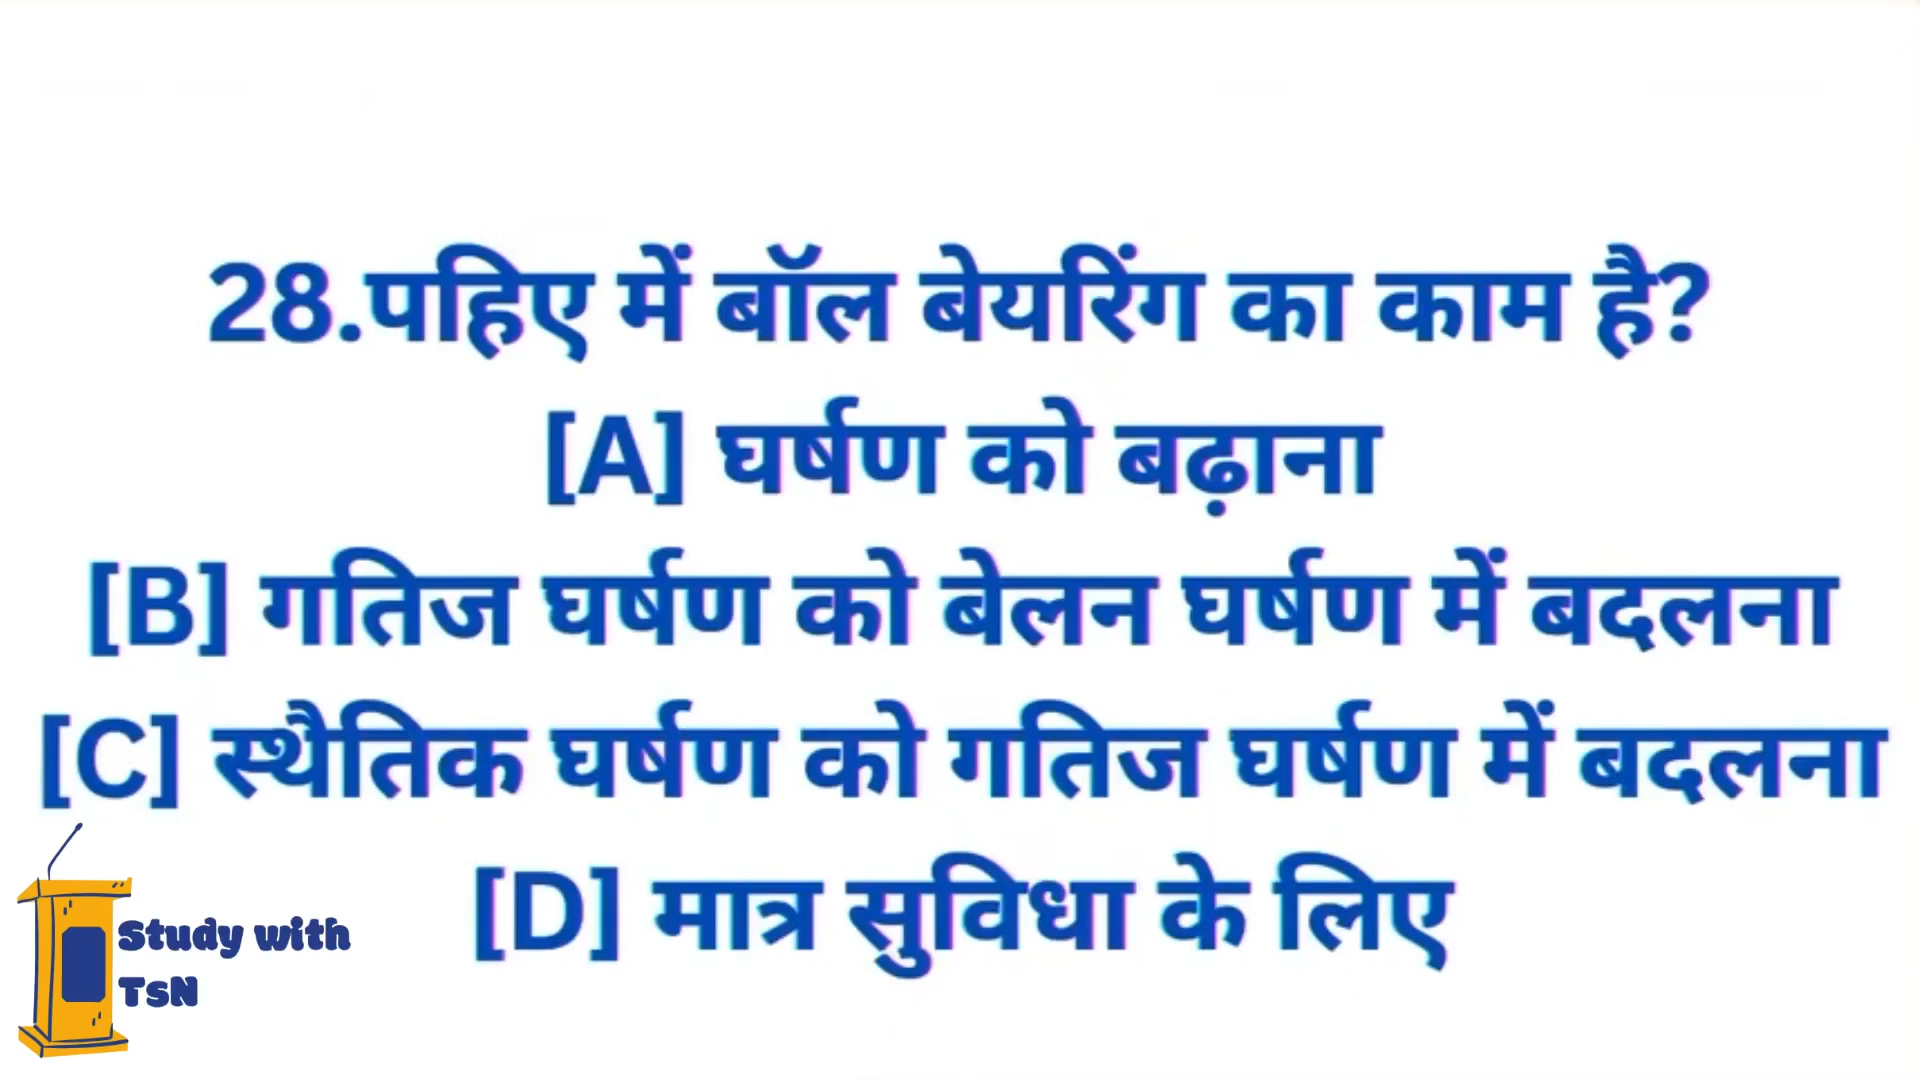 28.पहिए में बॉल बेयरिंग का काम है?
[A] घर्षण को बढ़ाना
[B] गतिज घर्षण को बेलन घर्षण में बदलना
[C] स्थैतिक घर्षण को गतिज घर्षण में बदलना
[D] मात्र सुविधा के लिए
Study with
TsN